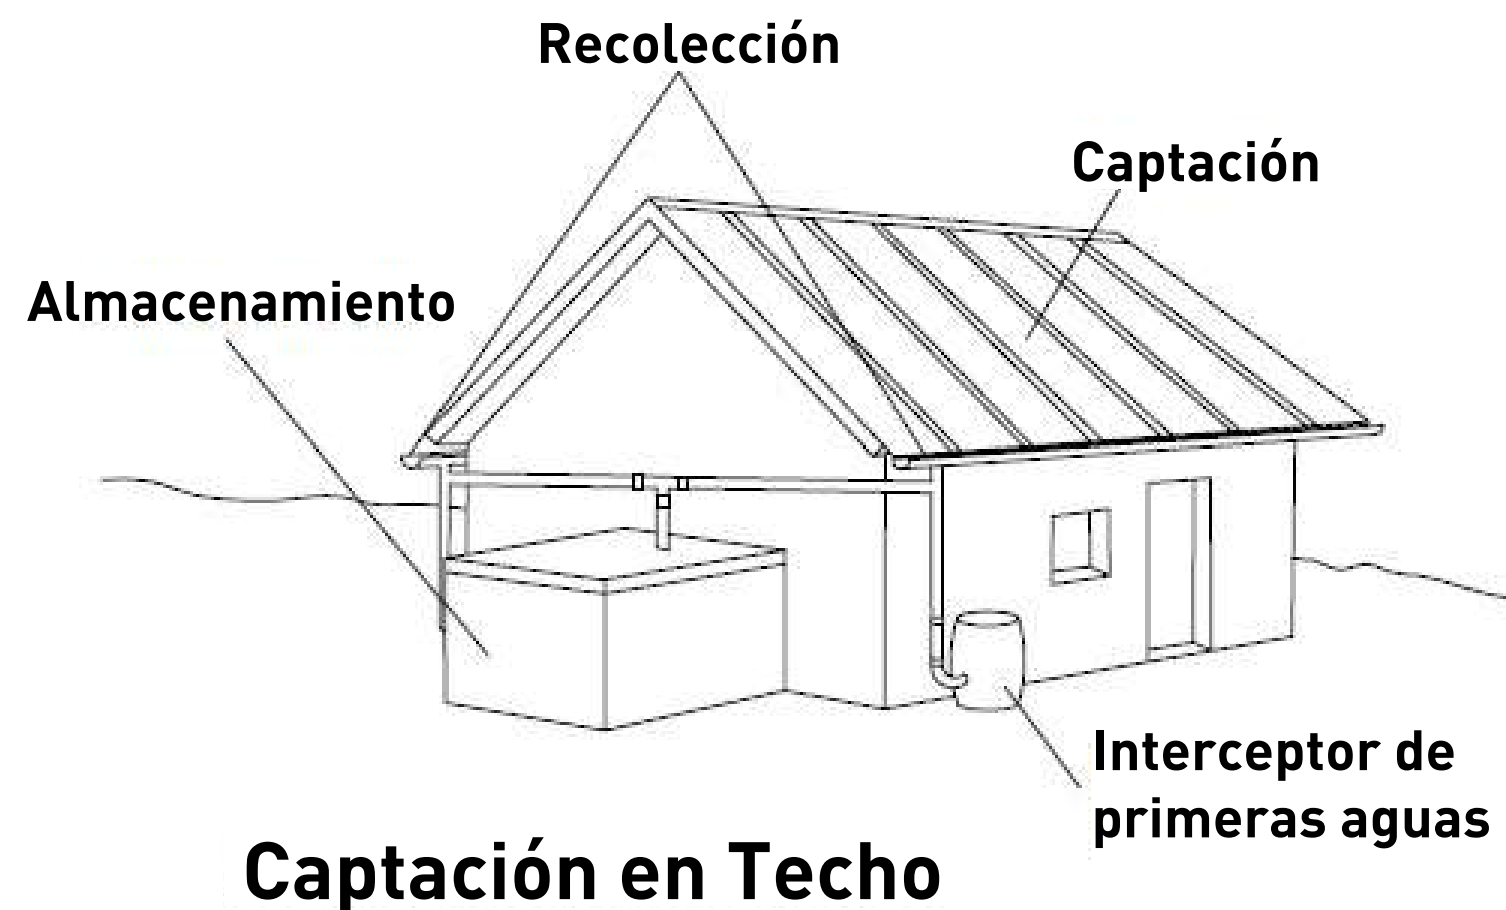 Recolección
Captación
Almacenamiento
Interceptor de
primeras aguas
Captación en Techo